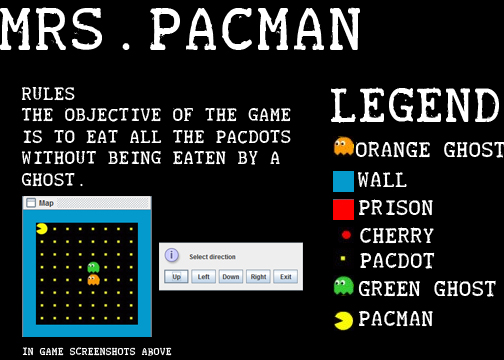 MRS.PACMAN
RULES
THE OBJECTIVE OF THE GAME
IS TO EAT ALL THE PACDOTS
WITHOUT BEING EATEN BY A
GHOST.
Map
Select direction
Up Left Down Right Exit
IN GAME SCREENSHOTS ABOVE
LEGEND
ORANGE GHOST
WALL
PRISON
CHERRY
PACDOT
GREEN GHOST
PACMAN